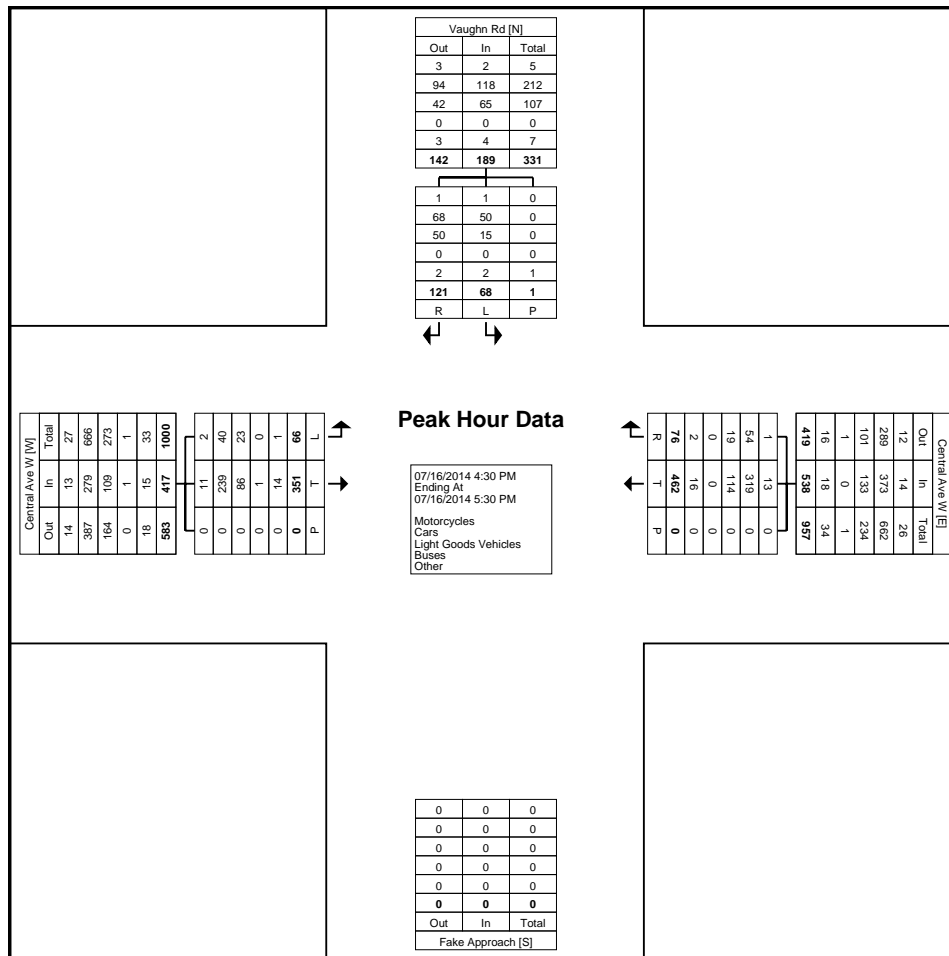 Vaughn Rd [N]
Out In Total
3 2 5
94 118 212
42 65 107
0 0 0
3 4 7
142 189 331
1 1 0
68 50 0
50 15 0
0 0 0
2 2 1
121 68 1
R L P
Central Ave W [W]
Total 27 666 273 1 33 1000
In 13 279 109 1 15 417
Out 14 387 164 0 18 583
2 40 23 0 1 66 L
11 239 86 1 14 351 T
0 0 0 0 0 0 P
Peak Hour Data
07/16/2014 4:30 PM
Ending At
07/16/2014 5:30 PM
Motorcycles
Cars
Light Goods Vehicles
Buses
Other
R 76 2 0 19 54 1
T 462 16 0 114 319 13
P 0 0 0 0 0 0
419 16 1 101 289 12 Out
538 18 0 133 373 14 In
957 34 1 234 662 26 Total
Central Ave W [E]
0 0 0
0 0 0
0 0 0
0 0 0
0 0 0
0 0 0
Out In Total
Fake Approach [S]